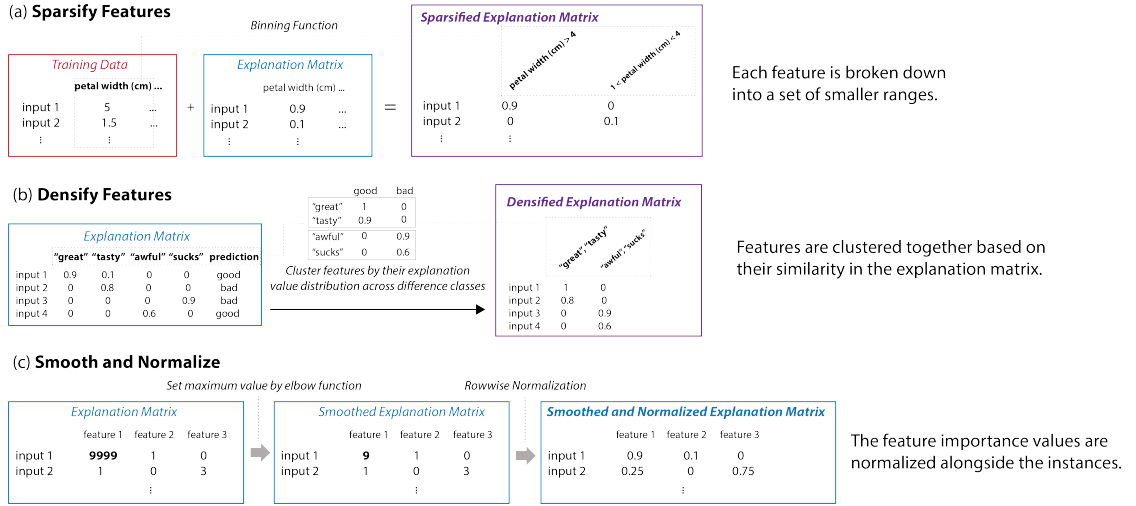 (a) Sparsify Features
Binning Function
Training Data
petal width (cm) ...
input 1 5 ...
input 2 1.5 ...
⋮
+
Explanation Matrix
petal width (cm) ...
input 1 0.9 ...
input 2 0.1 ...
⋮ ⋮
=
Sparsified Explanation Matrix
petal width (cm) > 4
1 < petal width (cm) < 4
input 1 0.9 0
input 2 0 0.1
⋮ ⋮
Each feature is broken down
into a set of smaller ranges.
(b) Densify Features
Explanation Matrix
“great” “tasty” “awful” “sucks” prediction
input 1 0.9 0.1 0 0 good
input 2 0 0.8 0 0 bad
input 3 0 0 0 0.9 bad
input 4 0 0 0.6 0 good
good bad
“great” 1 0
“tasty” 0.9 0
“awful” 0 0.9
“sucks” 0 0.6
Cluster features by their explanation
value distribution across difference classes
Densified Explanation Matrix
“great”, “tasty”
“awful”, “sucks”
input 1 1 0
input 2 0.8 0
input 3 0 0.9
input 4 0 0.6
Features are clustered together based on
their similarity in the explanation matrix.
(c) Smooth and Normalize
Set maximum value by elbow function
Rowwise Normalization
Explanation Matrix
feature 1 feature 2 feature 3
input 1 9999 1 0
input 2 1 0 3
⋮
Smoothed Explanation Matrix
feature 1 feature 2 feature 3
input 1 9 1 0
input 2 1 0 3
⋮
Smoothed and Normalized Explanation Matrix
feature 1 feature 2 feature 3
input 1 0.9 0.1 0
input 2 0.25 0 0.75
⋮
The feature importance values are
normalized alongside the instances.